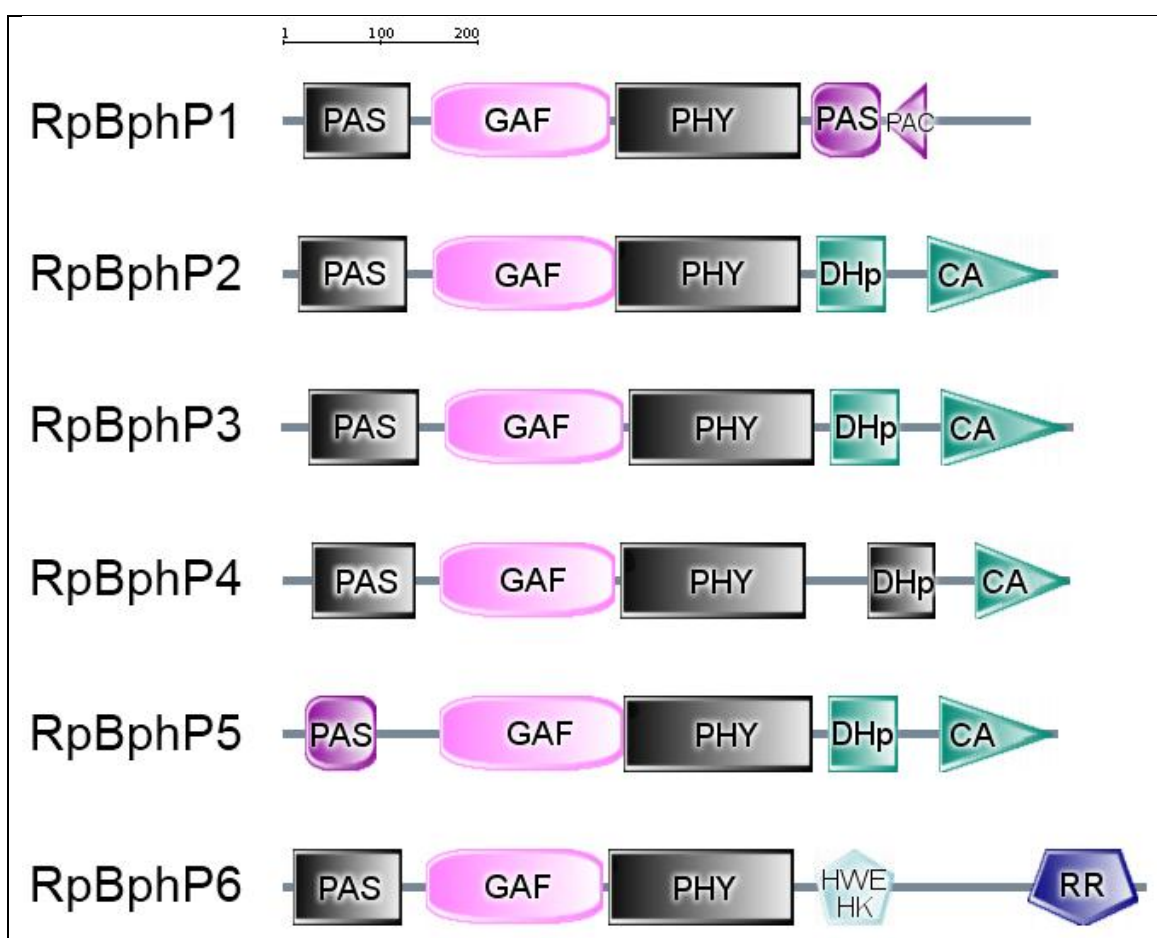 1 100 200
RpBphP1 PAS GAF PHY PAS PAC
RpBphP2 PAS GAF PHY DHp CA
RpBphP3 PAS GAF PHY DHp CA
RpBphP4 PAS GAF PHY DHp CA
RpBphP5 PAS GAF PHY DHp CA
RpBphP6 PAS GAF PHY HWE HK RR